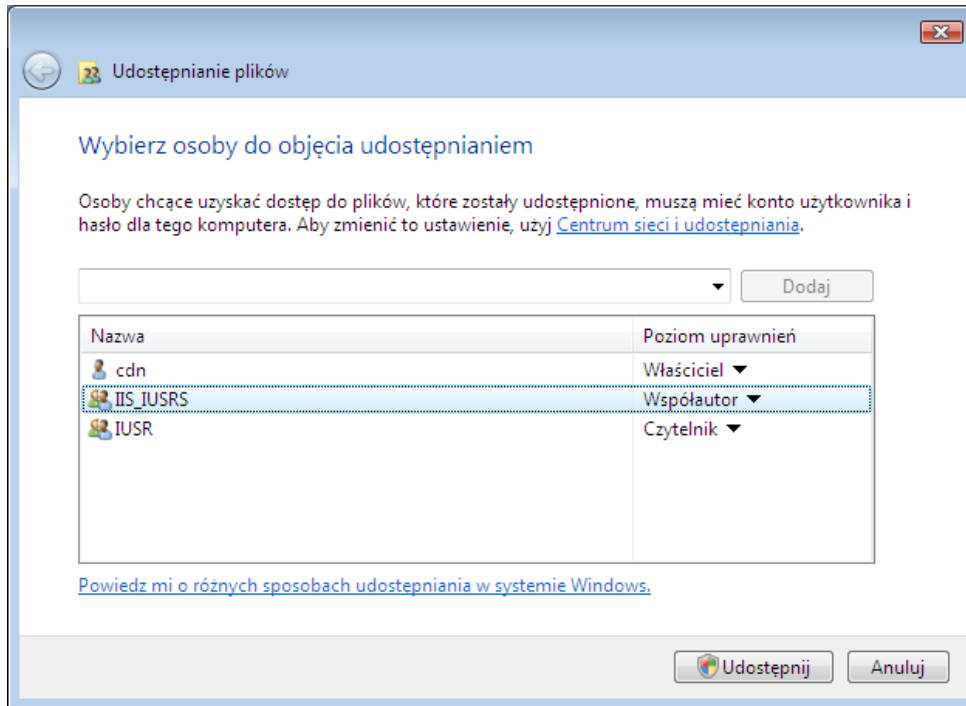 Udostępnianie plików
Wybierz osoby do objęcia udostępnianiem
Osoby chcące uzyskać dostęp do plików, które zostały udostępnione, muszą mieć konto użytkownika i
hasło dla tego komputera. Aby zmienić to ustawienie, użyj Centrum sieci i udostępniania.
Dodaj
Nazwa Poziom uprawnień
cdn Właściciel
IIS_IUSRS Współautor
IUSR Czytelnik
Powiedz mi o różnych sposobach udostępniania w systemie Windows.
Udostępnij Anuluj